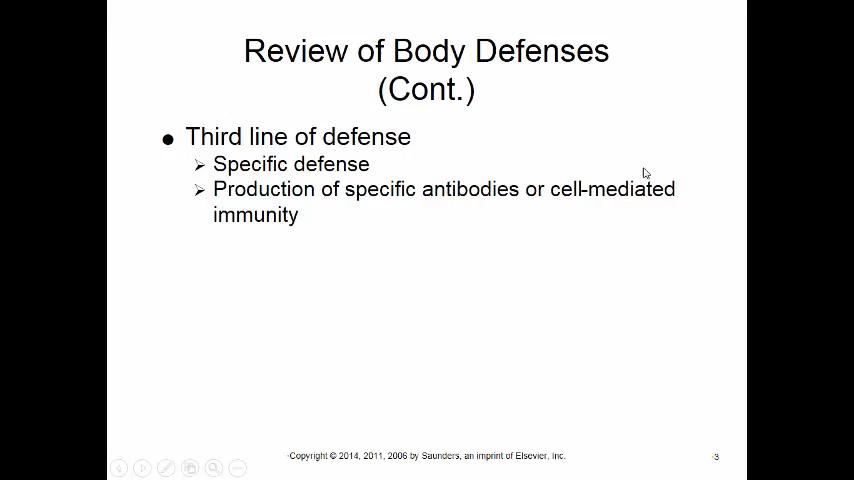 Review of Body Defenses
(Cont.)
● Third line of defense
➢ Specific defense
➢ Production of specific antibodies or cell-mediated
immunity
·Copyright © 2014, 2011, 2006 by Saunders, an imprint of Elsevier, Inc.
·3